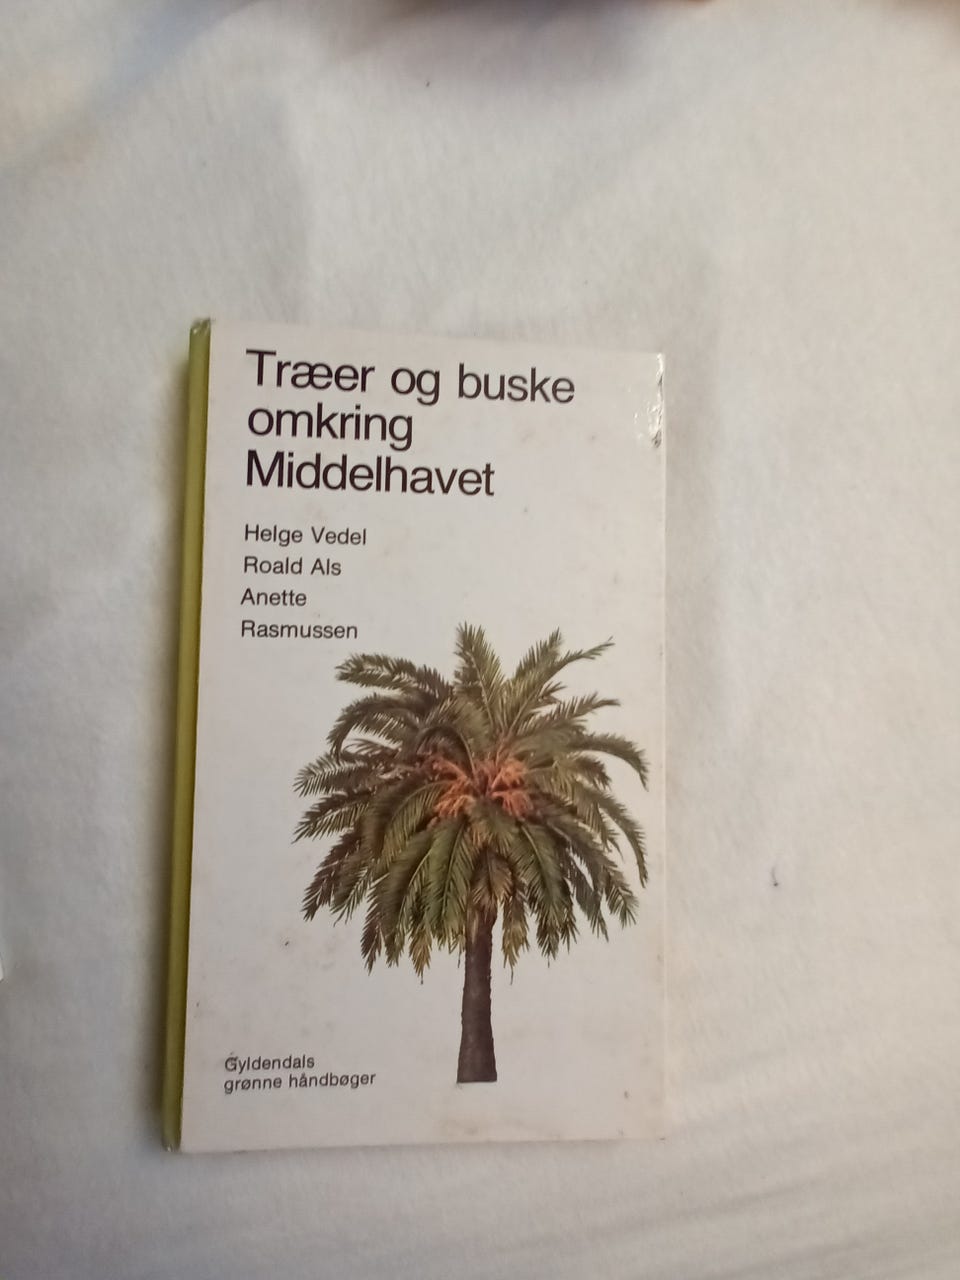 Træer og buske
omkring
Middelhavet
Helge Vedel
Roald Als
Anette
Rasmussen
Gyldendals
grønne håndbøger